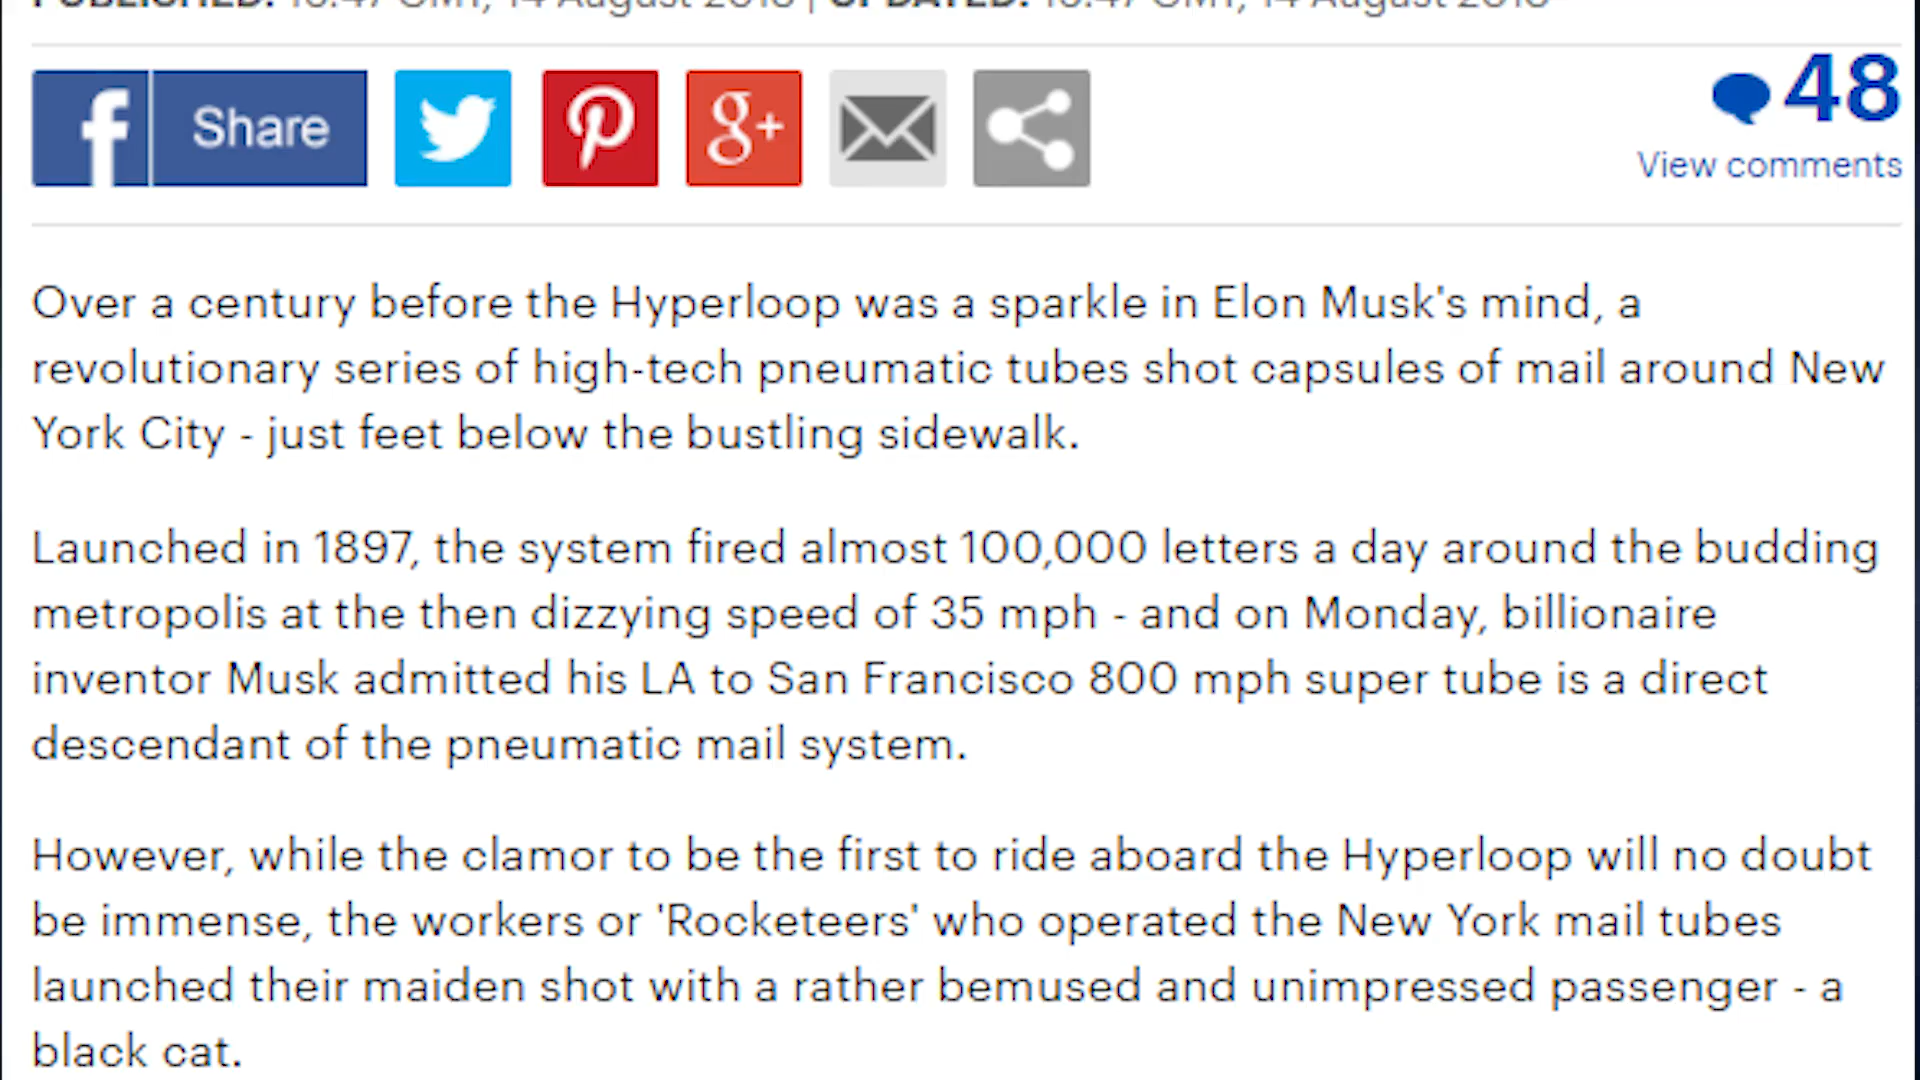 14 August
Share
g+
48
View comments
Over a century before the Hyperloop was a sparkle in Elon Musk's mind, a
revolutionary series of high-tech pneumatic tubes shot capsules of mail around New
York City - just feet below the bustling sidewalk.
Launched in 1897, the system fired almost 100,000 letters a day around the budding
metropolis at the then dizzying speed of 35 mph - and on Monday, billionaire
inventor Musk admitted his LA to San Francisco 800 mph super tube is a direct
descendant of the pneumatic mail system.
However, while the clamor to be the first to ride aboard the Hyperloop will no doubt
be immense, the workers or 'Rocketeers' who operated the New York mail tubes
launched their maiden shot with a rather bemused and unimpressed passenger - a
black cat.